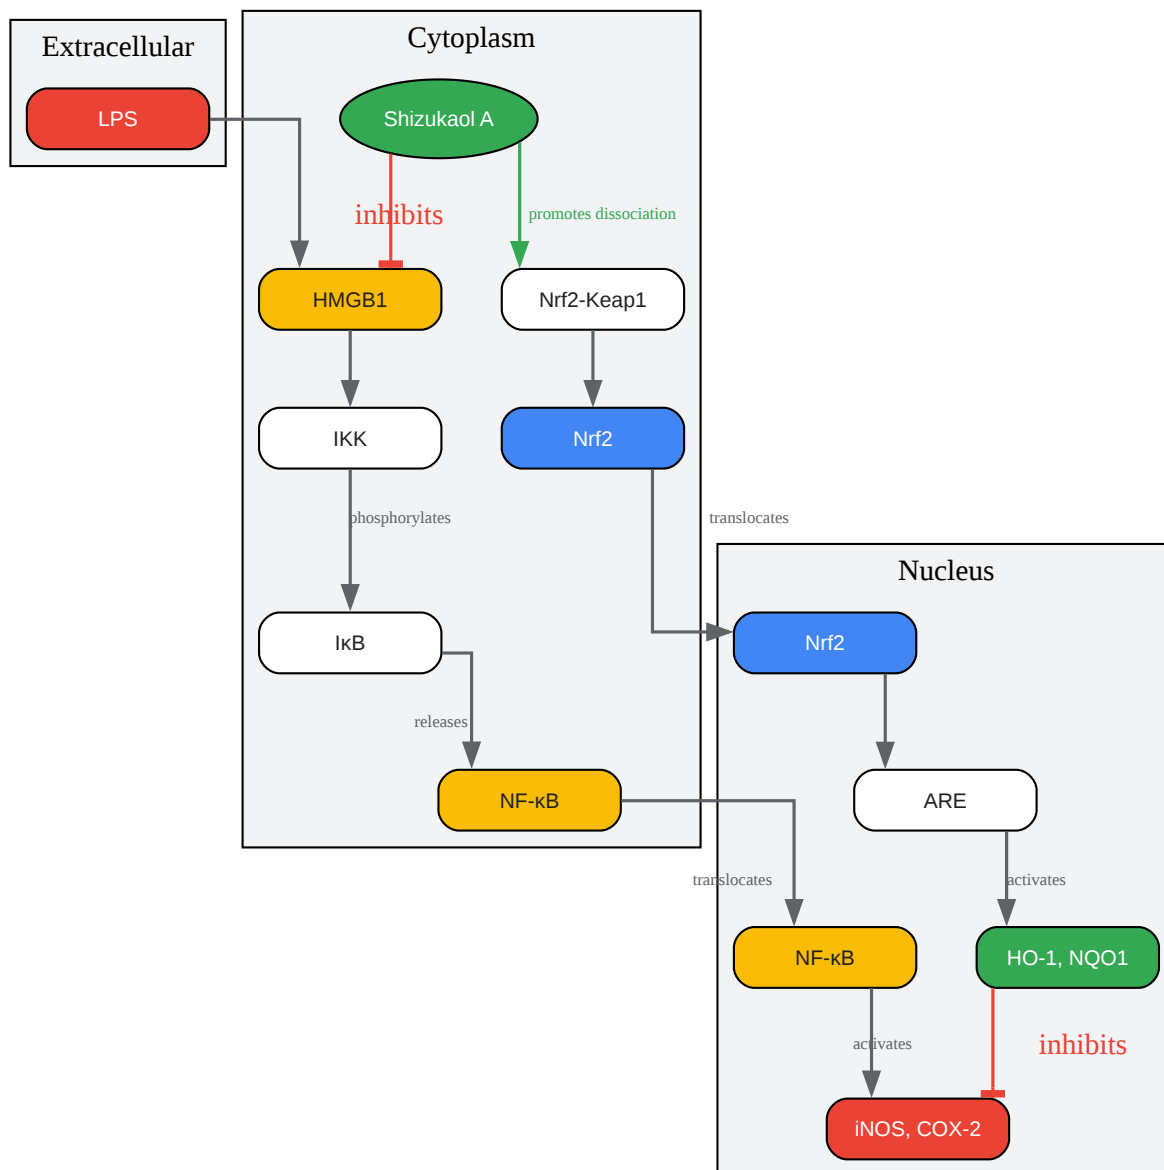 Extracellular
LPS
Cytoplasm
Shizukaol A
inhibits
promotes dissociation
HMGB1
Nrf2-Keap1
IKK
Nrf2
phosphorylates
translocates
IκB
releases
NF-κB
translocates
Nucleus
Nrf2
ARE
activates
NF-κB
HO-1, NQO1
activates
inhibits
iNOS, COX-2